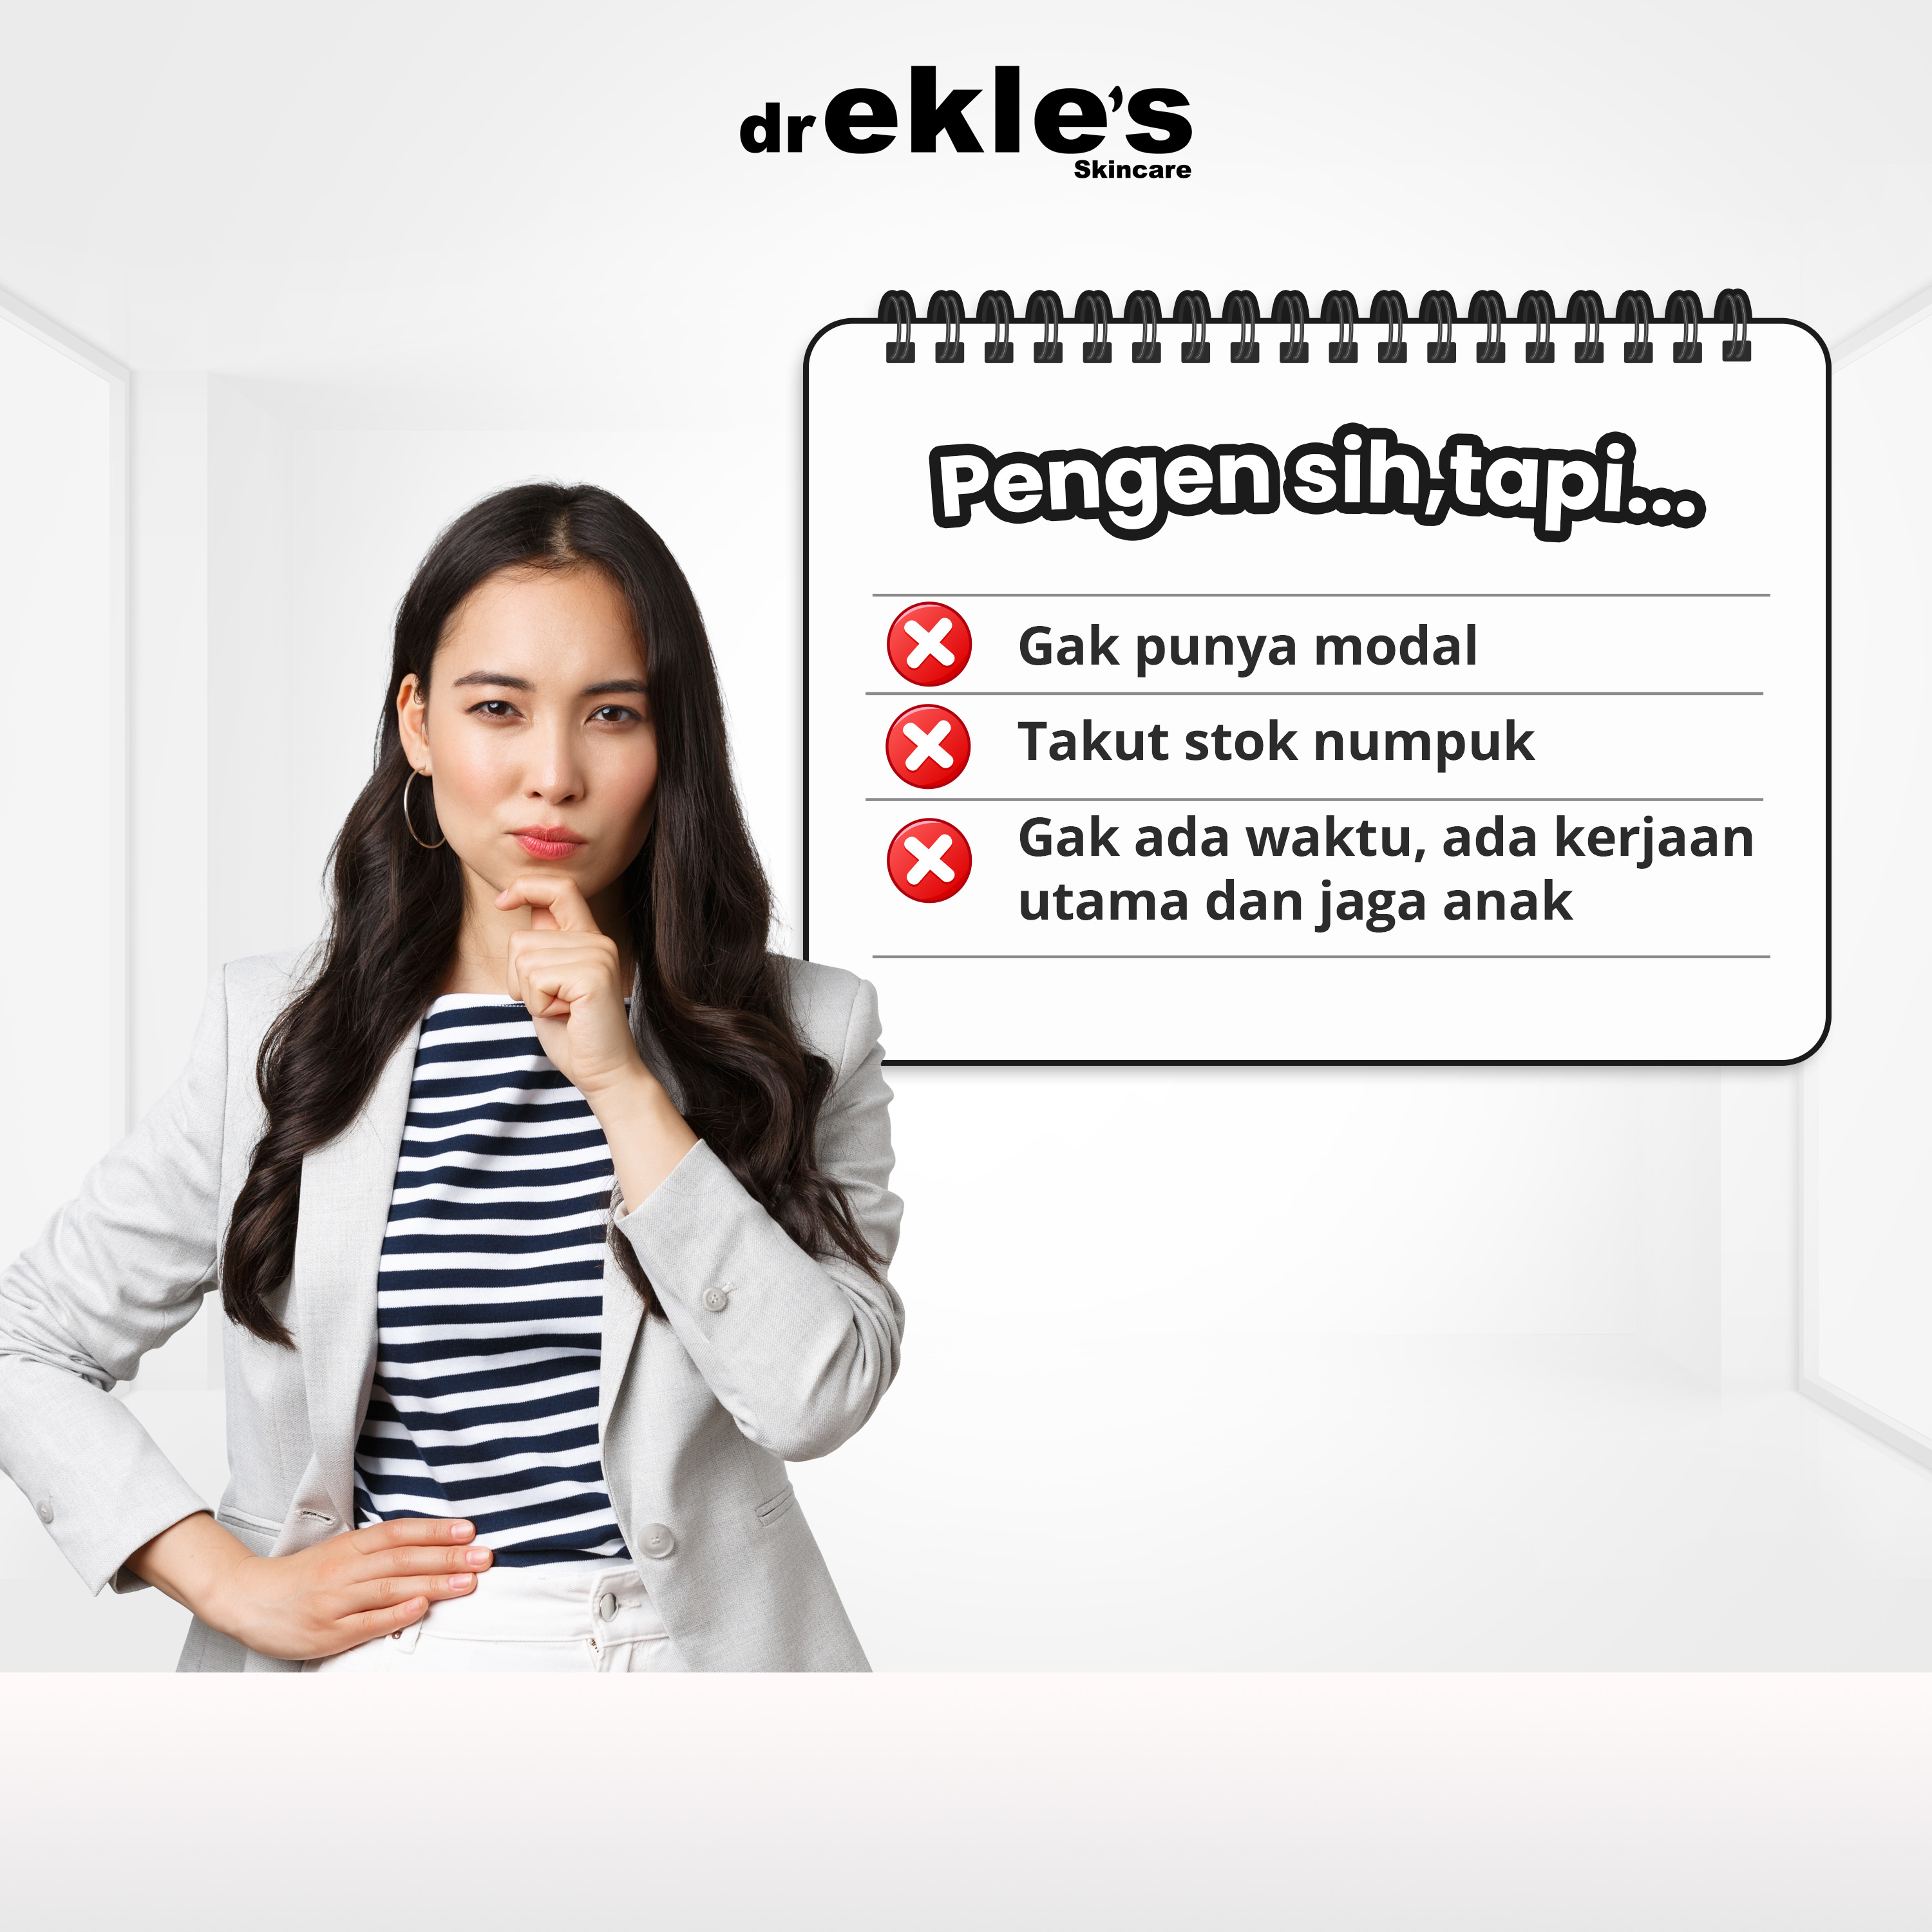 dr ekle's
Skincare
Pengen sih, tapi...
Gak punya modal
Takut stok numpuk
Gak ada waktu, ada kerjaan
utama dan jaga anak